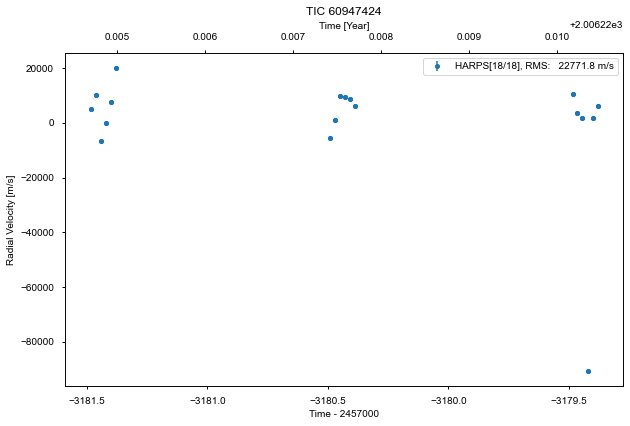 TIC 60947424
Time [Year]
+2.00622e3
0.005 0.006 0.007 0.008 0.009 0.010
HARPS[18/18], RMS: 22771.8 m/s
Radial Velocity [m/s]
20000
0
−20000
−40000
−60000
−80000
−3181.5 −3181.0 −3180.5 −3180.0 −3179.5
Time - 2457000